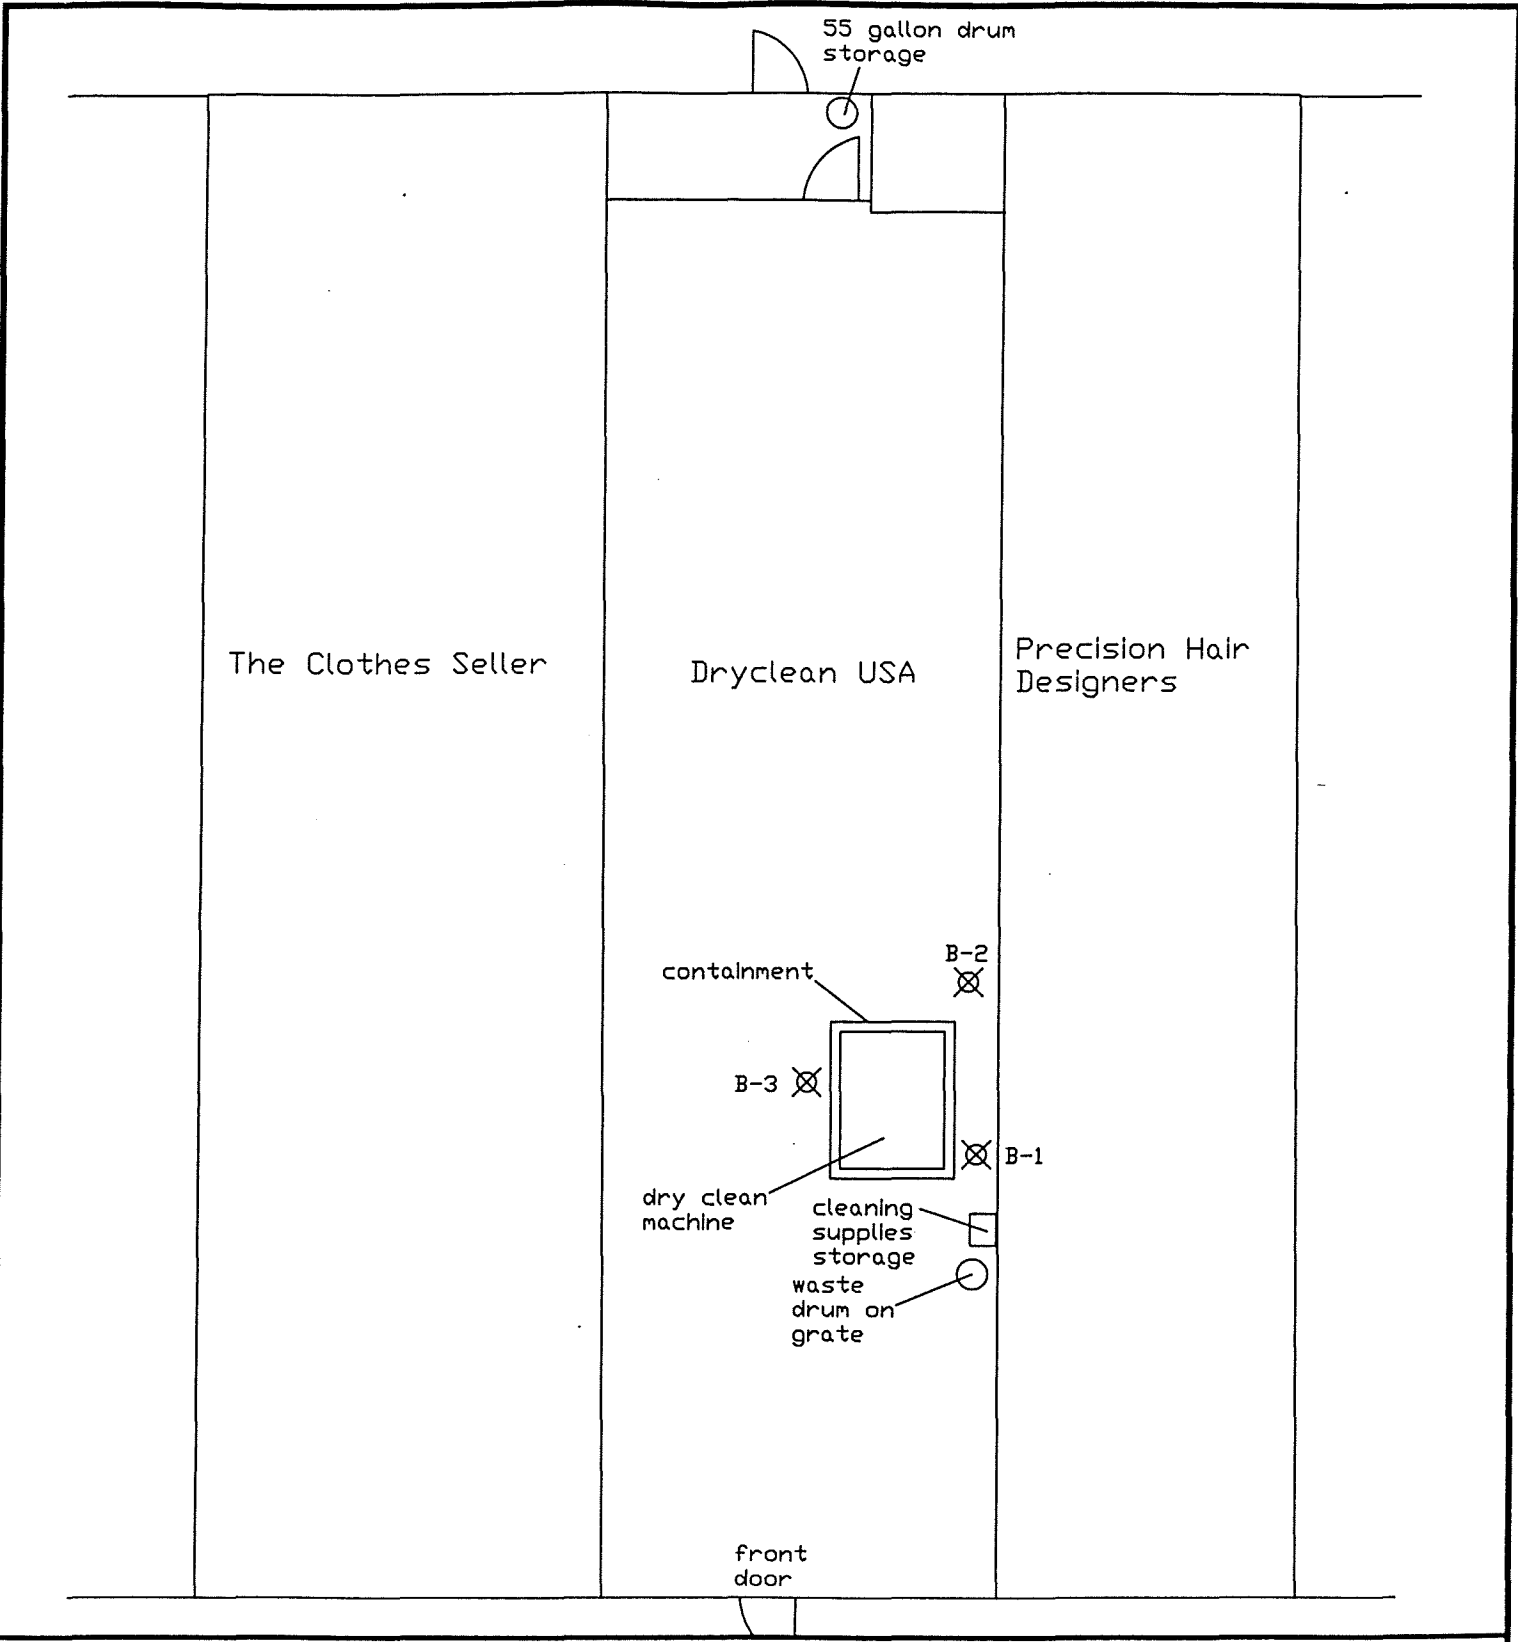 55 gallon drum
storage
The Clothes Seller
Dryclean USA
Precision Hair
Designers
B-2
containment
B-3
B-1
dry clean
machine
cleaning
supplies
storage
waste
drum on
grate
front
door